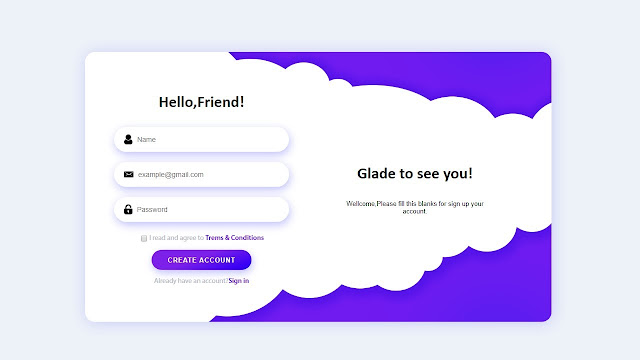 Hello,Friend!
Name
example@gmail.com
Password
I read and agree to Trems & Conditions
CREATE ACCOUNT
Already have an account?Sign in
Glade to see you!
Wellcome,Please fill this blanks for sign up your
account.